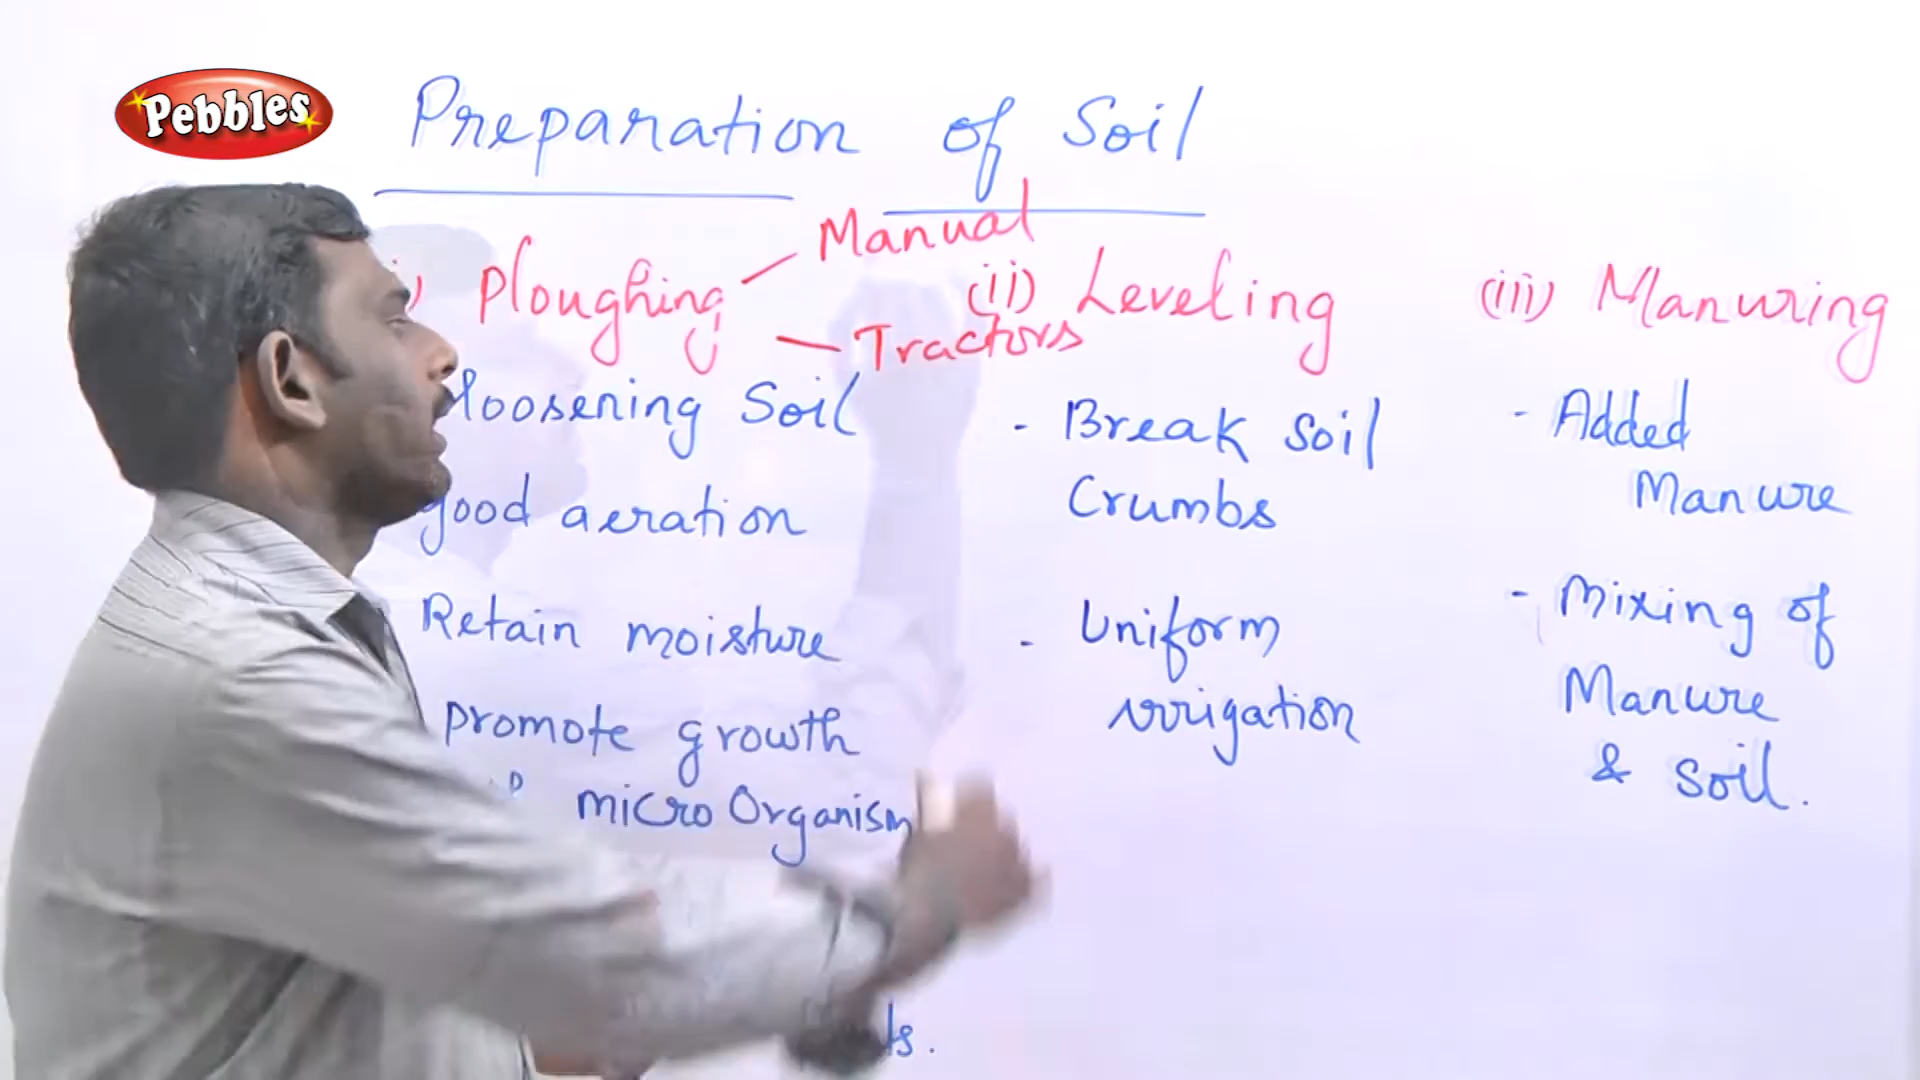 Pebbles
Preparation of Soil
i) Ploughing
Manual
Tractors
loosening Soil
good aeration
Retain moisture
promote growth
micro Organism
(ii) Leveling
- Break soil
Crumbs
- Uniform
irrigation
(iii) Manuring
- Added
Manure
- Mixing of
Manure
& soil.